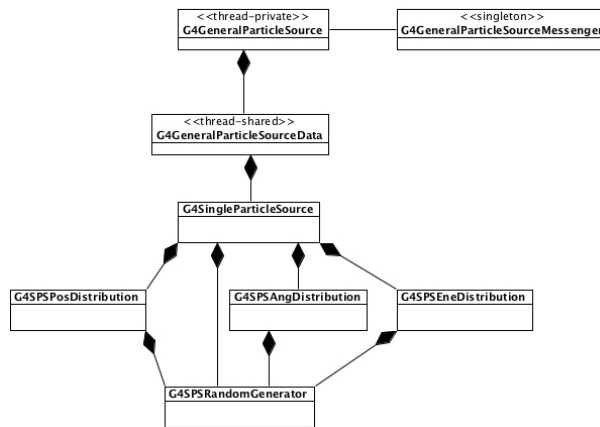 <<thread-private>>
G4GeneralParticleSource
<<singleton>>
G4GeneralParticleSourceMessenger
<<thread-shared>>
G4GeneralParticleSourceData
G4SingleParticleSource
G4SPSPosDistribution
G4SPSAngDistribution
G4SPSEneDistribution
G4SPSRandomGenerator